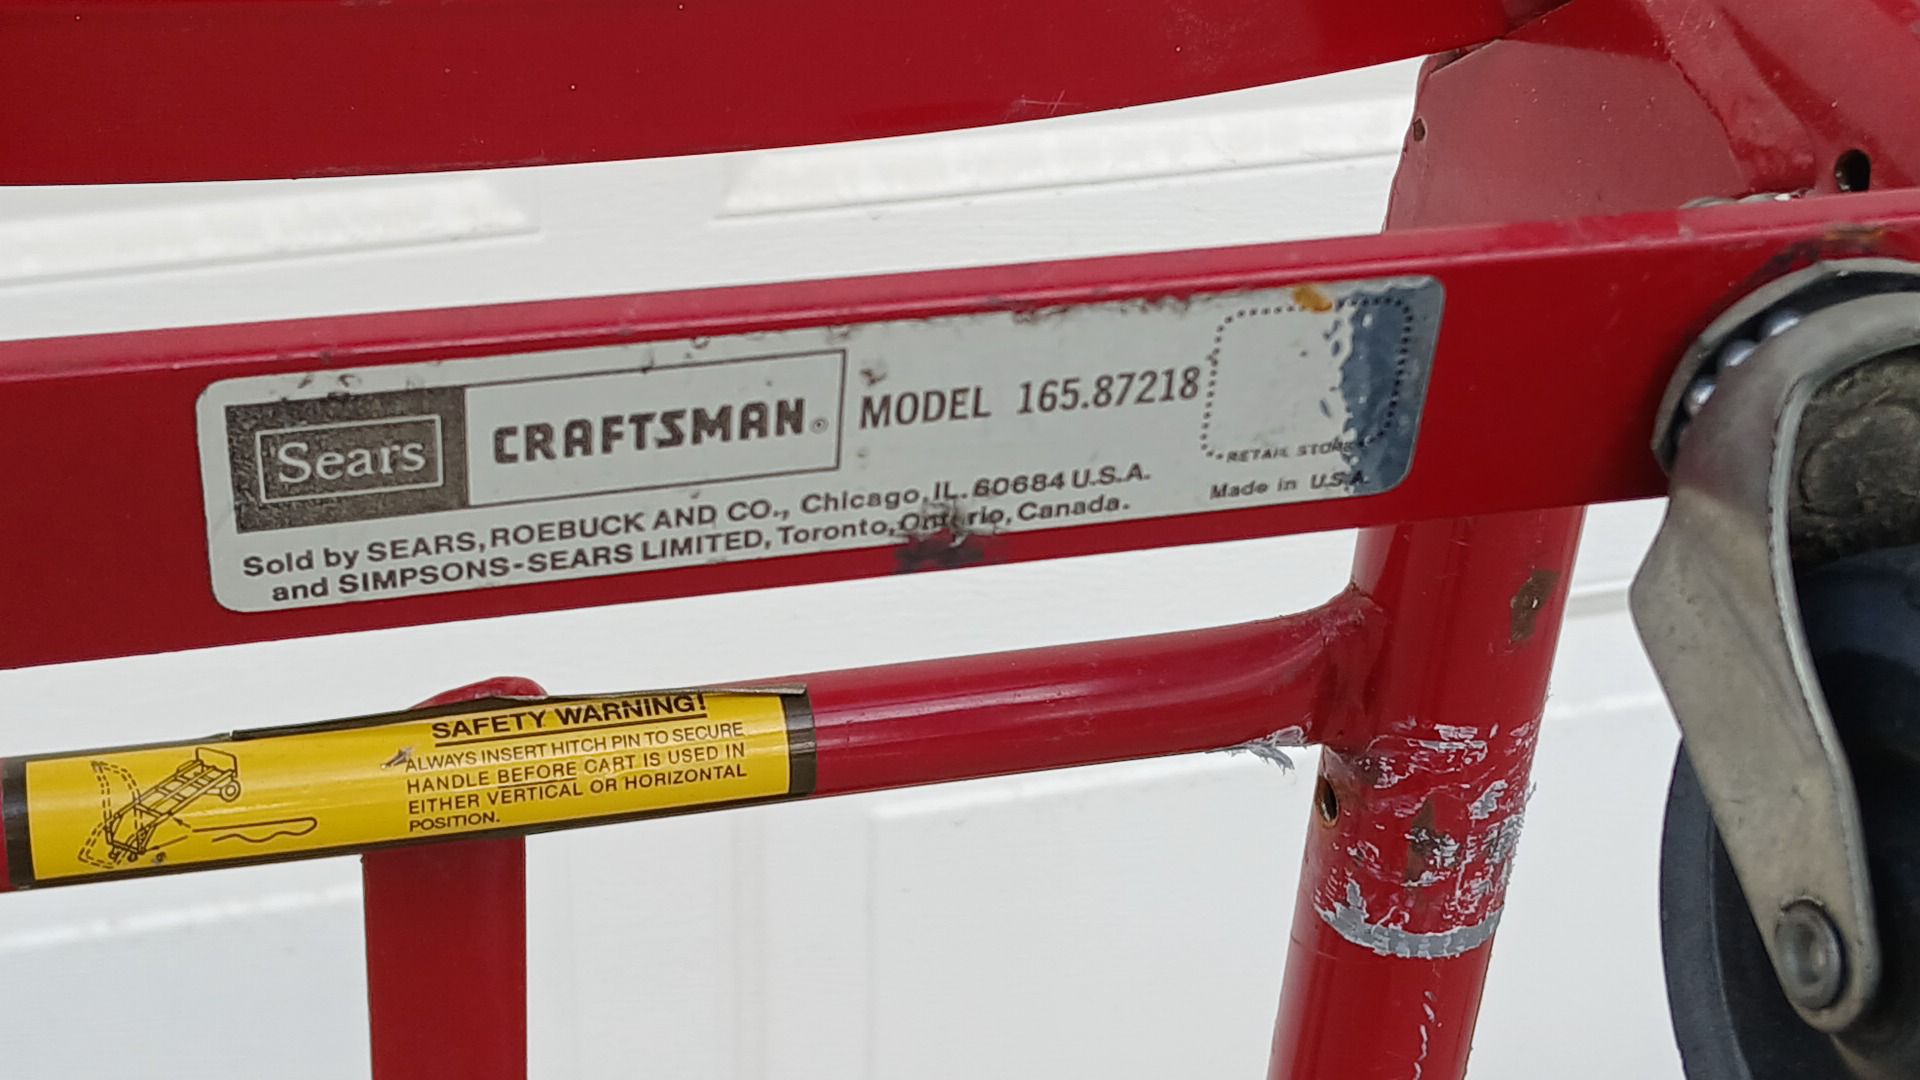 Sears CRAFTSMAN® MODEL 165.87218
RETAIL STORE
Sold by SEARS, ROEBUCK AND CO., Chicago, IL. 60684 U.S.A.
and SIMPSONS-SEARS LIMITED, Toronto, Ontario, Canada.
Made in U.S.A.
SAFETY WARNING!
ALWAYS INSERT HITCH PIN TO SECURE
HANDLE BEFORE CART IS USED IN
EITHER VERTICAL OR HORIZONTAL
POSITION.